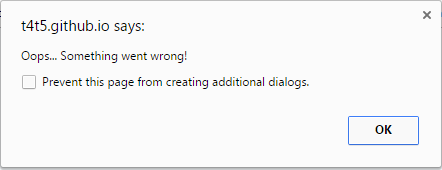 t4t5.github.io says:
Oops... Something went wrong!
Prevent this page from creating additional dialogs.
OK